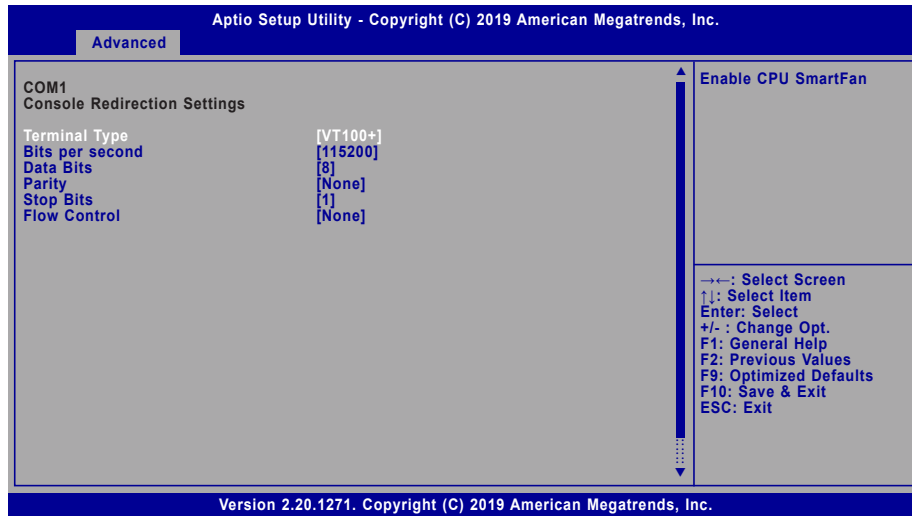 Aptio Setup Utility - Copyright (C) 2019 American Megatrends, Inc.
Advanced
COM1
Console Redirection Settings
Terminal Type [VT100+]
Bits per second [115200]
Data Bits [8]
Parity [None]
Stop Bits [1]
Flow Control [None]
Enable CPU SmartFan
→←: Select Screen
↑↓: Select Item
Enter: Select
+/- : Change Opt.
F1: General Help
F2: Previous Values
F9: Optimized Defaults
F10: Save & Exit
ESC: Exit
Version 2.20.1271. Copyright (C) 2019 American Megatrends, Inc.